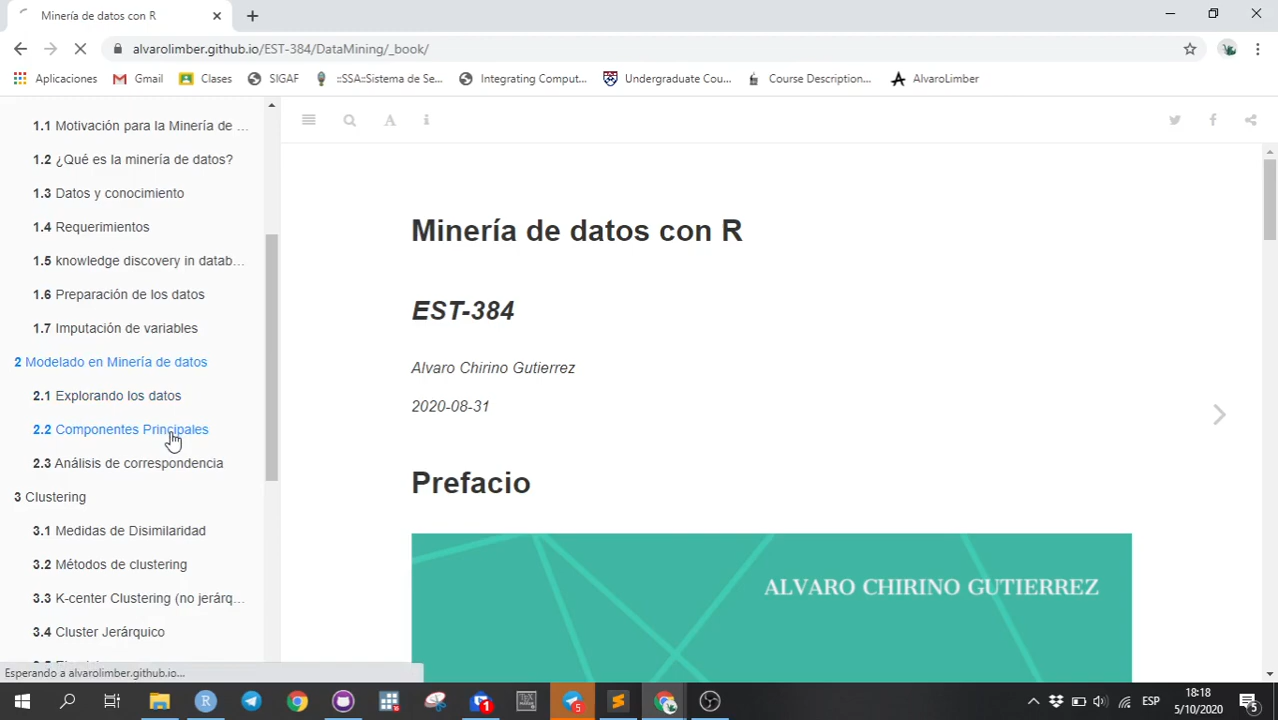 Minería de datos con R
alvarolimber.github.io/EST-384/DataMining/_book/
Aplicaciones
Gmail
Clases
SIGAF
::SSA::Sistema de Se...
Integrating Comput...
Undergraduate Cou...
Course Description...
AlvaroLimber
1.1 Motivación para la Minería de ...
1.2 ¿Qué es la minería de datos?
1.3 Datos y conocimiento
1.4 Requerimientos
1.5 knowledge discovery in datab...
1.6 Preparación de los datos
1.7 Imputación de variables
2 Modelado en Minería de datos
2.1 Explorando los datos
2.2 Componentes Principales
2.3 Análisis de correspondencia
3 Clustering
3.1 Medidas de Disimilaridad
3.2 Métodos de clustering
3.3 K-center Clustering (no jerárq...
3.4 Cluster Jerárquico
Esperando a alvarolimber.github.io...
Minería de datos con R
EST-384
Alvaro Chirino Gutierrez
2020-08-31
Prefacio
ALVARO CHIRINO GUTIERREZ
ESP
18:18
5/10/2020